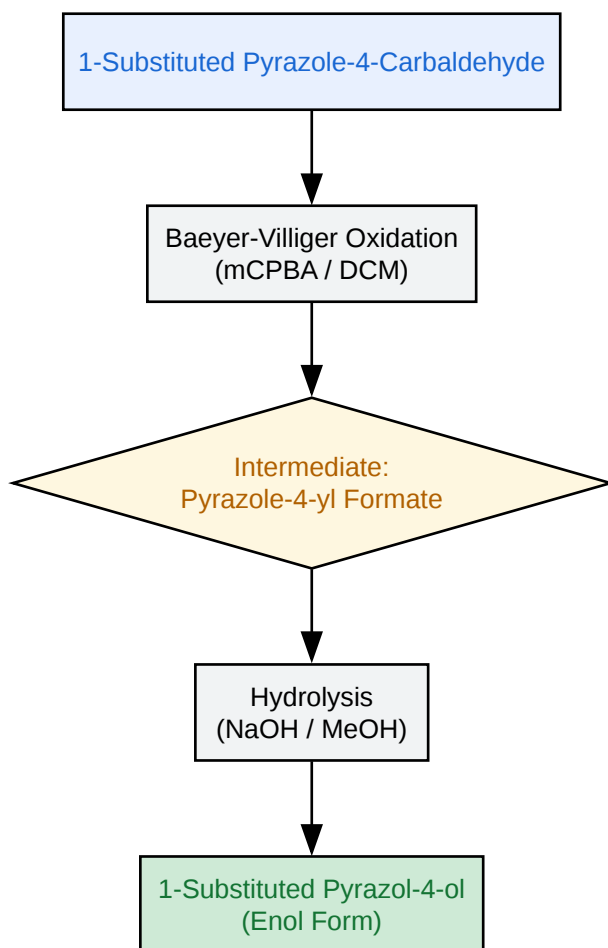 1-Substituted Pyrazole-4-Carbaldehyde
Baeyer-Villiger Oxidation
(mCPBA / DCM)
Intermediate:
Pyrazole-4-yl Formate
Hydrolysis
(NaOH / MeOH)
1-Substituted Pyrazol-4-ol
(Enol Form)